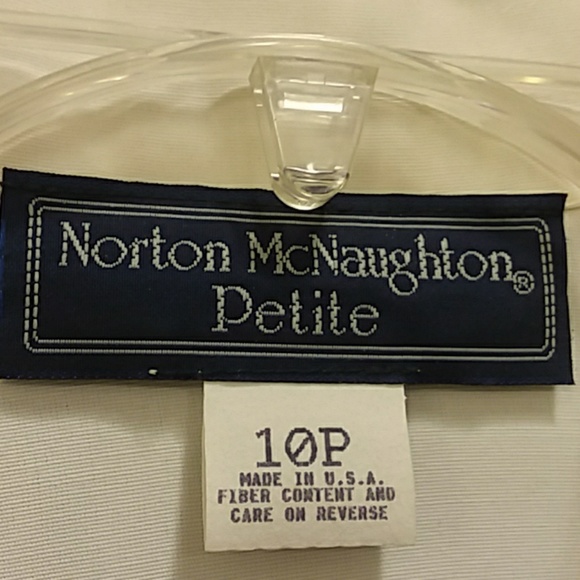 Norton McNaughton®
Petite
10P
MADE IN U.S.A.
FIBER CONTENT AND
CARE ON REVERSE